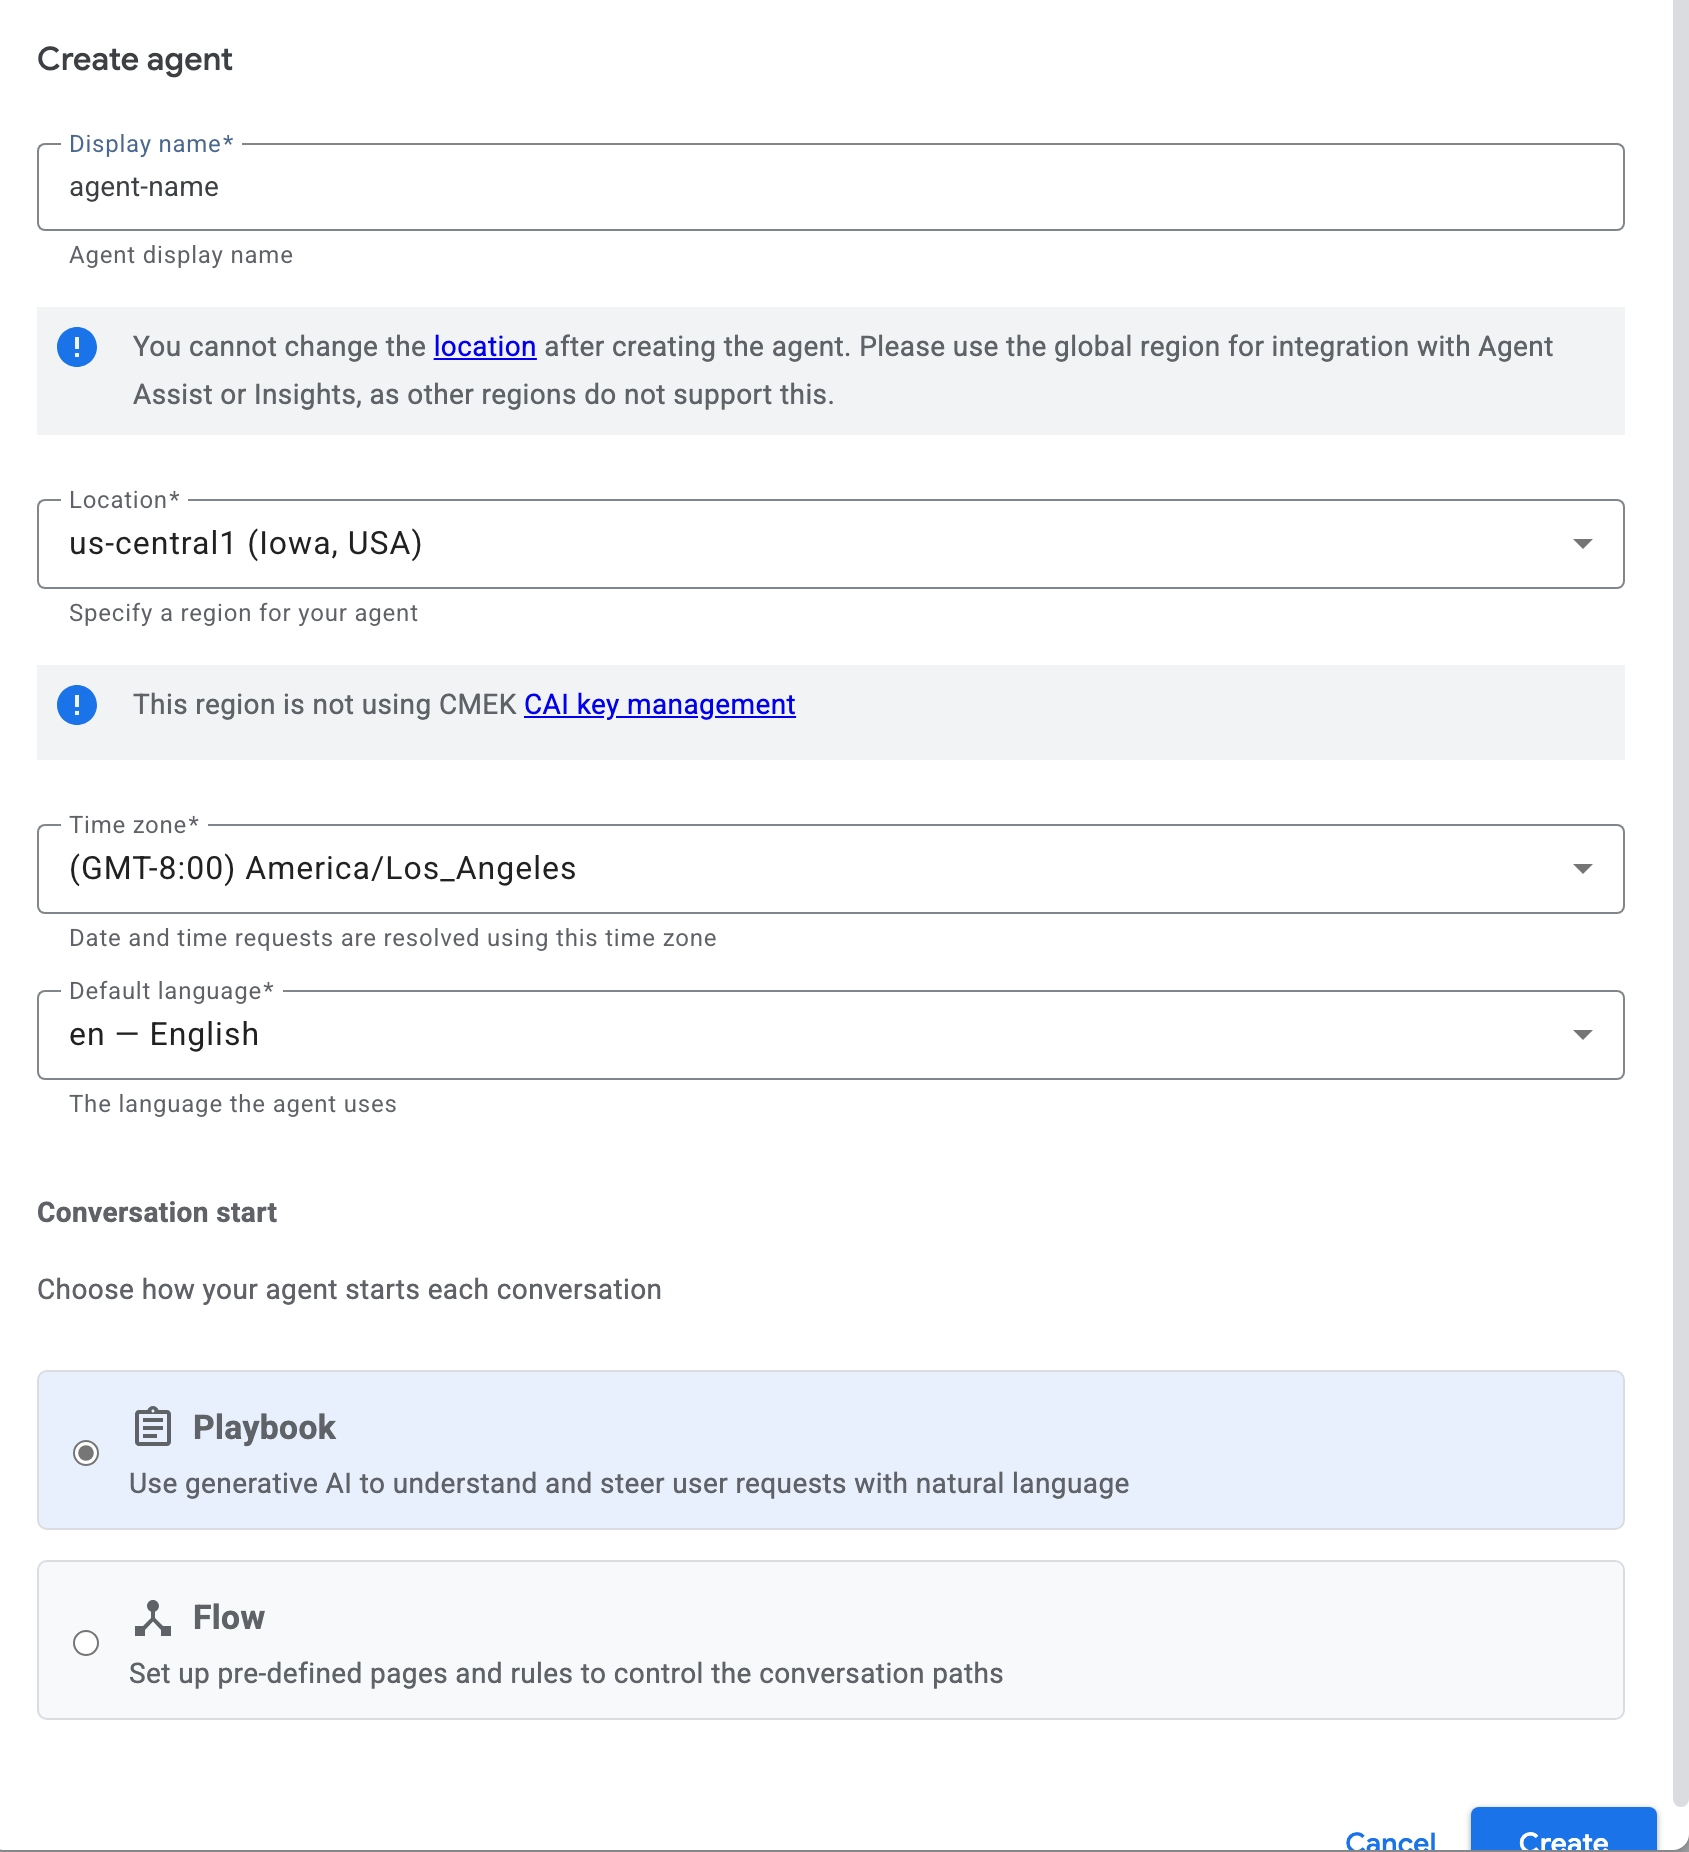 Create agent
Display name*
agent-name
Agent display name
You cannot change the location after creating the agent. Please use the global region for integration with Agent
Assist or Insights, as other regions do not support this.
Location*
us-central1 (Iowa, USA)
Specify a region for your agent
This region is not using CMEK CAI key management
Time zone*
(GMT-8:00) America/Los_Angeles
Date and time requests are resolved using this time zone
Default language*
en — English
The language the agent uses
Conversation start
Choose how your agent starts each conversation
Playbook
Use generative AI to understand and steer user requests with natural language
Flow
Set up pre-defined pages and rules to control the conversation paths
Cancel Create